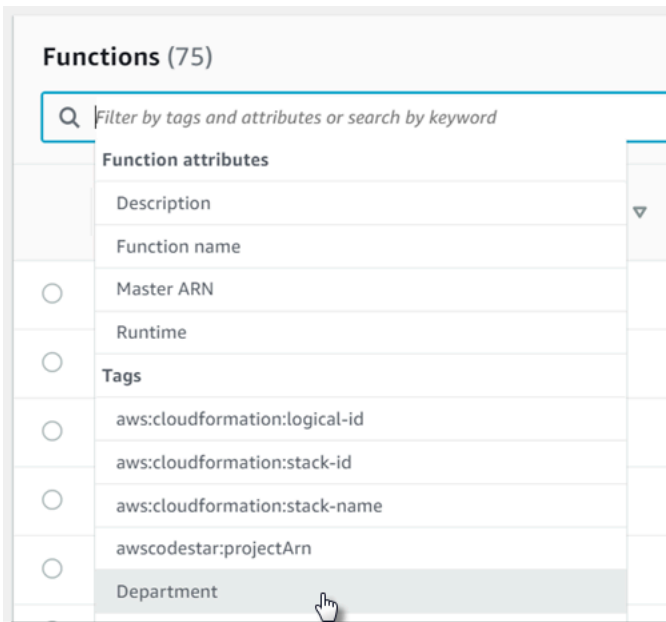 Functions (75)
Filter by tags and attributes or search by keyword
Function attributes
Description
Function name
Master ARN
Runtime
Tags
aws:cloudformation:logical-id
aws:cloudformation:stack-id
aws:cloudformation:stack-name
awscodestar:projectArn
Department